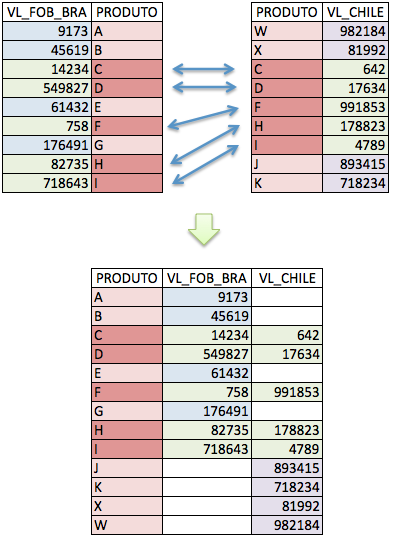 VL_FOB_BRA PRODUTO
9173 A
45619 B
14234 C
549827 D
61432 E
758 F
176491 G
82735 H
718643 I
PRODUTO VL_CHILE
W 982184
X 81992
C 642
D 17634
F 991853
H 178823
I 4789
J 893415
K 718234
PRODUTO VL_FOB_BRA VL_CHILE
A 9173
B 45619
C 14234 642
D 549827 17634
E 61432
F 758 991853
G 176491
H 82735 178823
I 718643 4789
J 893415
K 718234
X 81992
W 982184